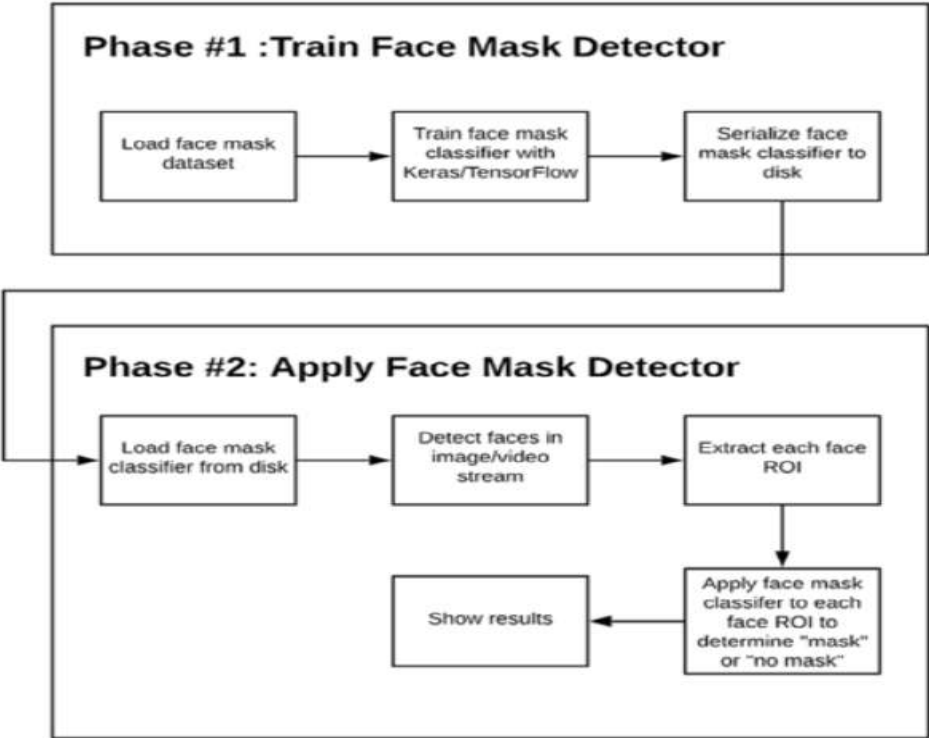 Phase #1 :Train Face Mask Detector
Load face mask
dataset
Train face mask
classifier with
Keras/TensorFlow
Serialize face
mask classifier to
disk
Phase #2: Apply Face Mask Detector
Load face mask
classifier from disk
Detect faces in
image/video
stream
Extract each face
ROI
Apply face mask
classifer to each
face ROI to
determine "mask"
or "no mask"
Show results